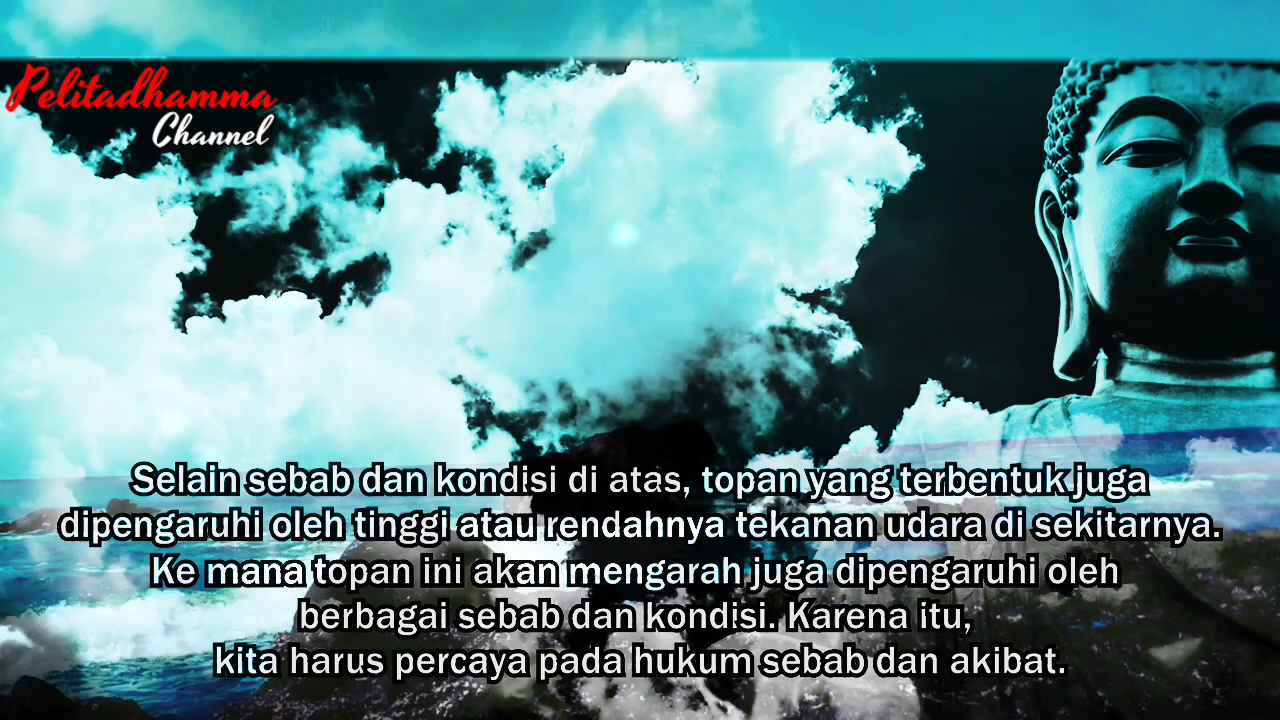 Pelitadhamma
Channel
Selain sebab dan kondisi di atas, topan yang terbentuk juga
dipengaruhi oleh tinggi atau rendahnya tekanan udara di sekitarnya.
Ke mana topan ini akan mengarah juga dipengaruhi oleh
berbagai sebab dan kondisi. Karena itu,
kita harus percaya pada hukum sebab dan akibat.